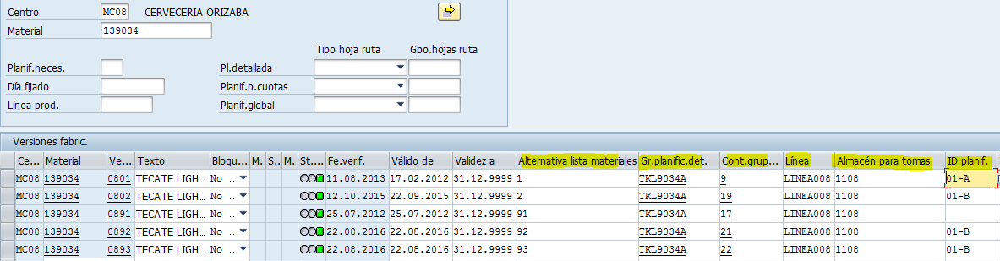 Centro MC08 CERVECERIA ORIZABA
Material 139034
Tipo hoja ruta Gpo.hojas ruta
Planif.neces. Pl.detallada
Día fijado Planif.p.cuotas
Línea prod. Planif.global
Versiones fabric.
Ce... Material Ve... Texto Bloqu... M. S... M. St.... Fe.verif. Válido de Validez a Alternativa lista materiales Gr.planific.det. Cont.grup... Línea Almacén para tomas ID planif.
MC08 139034 0801 TECATE LIGH... No ... 11.08.2013 17.02.2012 31.12.9999 1 TKL9034A 9 LINEA008 1108 01-A
MC08 139034 0802 TECATE LIGH... No ... 12.10.2015 22.09.2015 31.12.9999 2 TKL9034A 19 LINEA008 1108 01-B
MC08 139034 0891 TECATE LIGH... No ... 25.07.2012 25.07.2012 31.12.9999 91 TKL9034A 17 LINEA008 1108
MC08 139034 0892 TECATE LIGH... No ... 22.08.2016 22.08.2016 31.12.9999 92 TKL9034A 21 LINEA008 1108 01-B
MC08 139034 0893 TECATE LIGH... No ... 22.08.2016 22.08.2016 31.12.9999 93 TKL9034A 22 LINEA008 1108 01-B